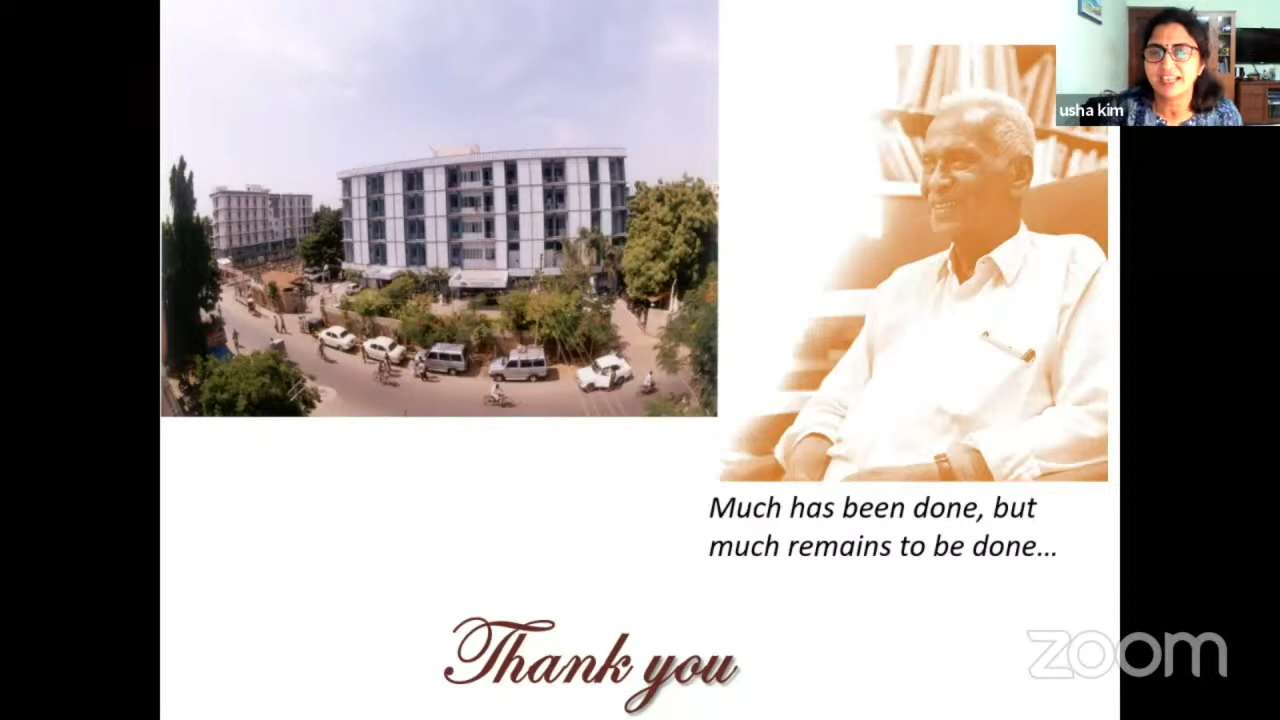 usha kim
Much has been done, but
much remains to be done...
Thank you
zoom